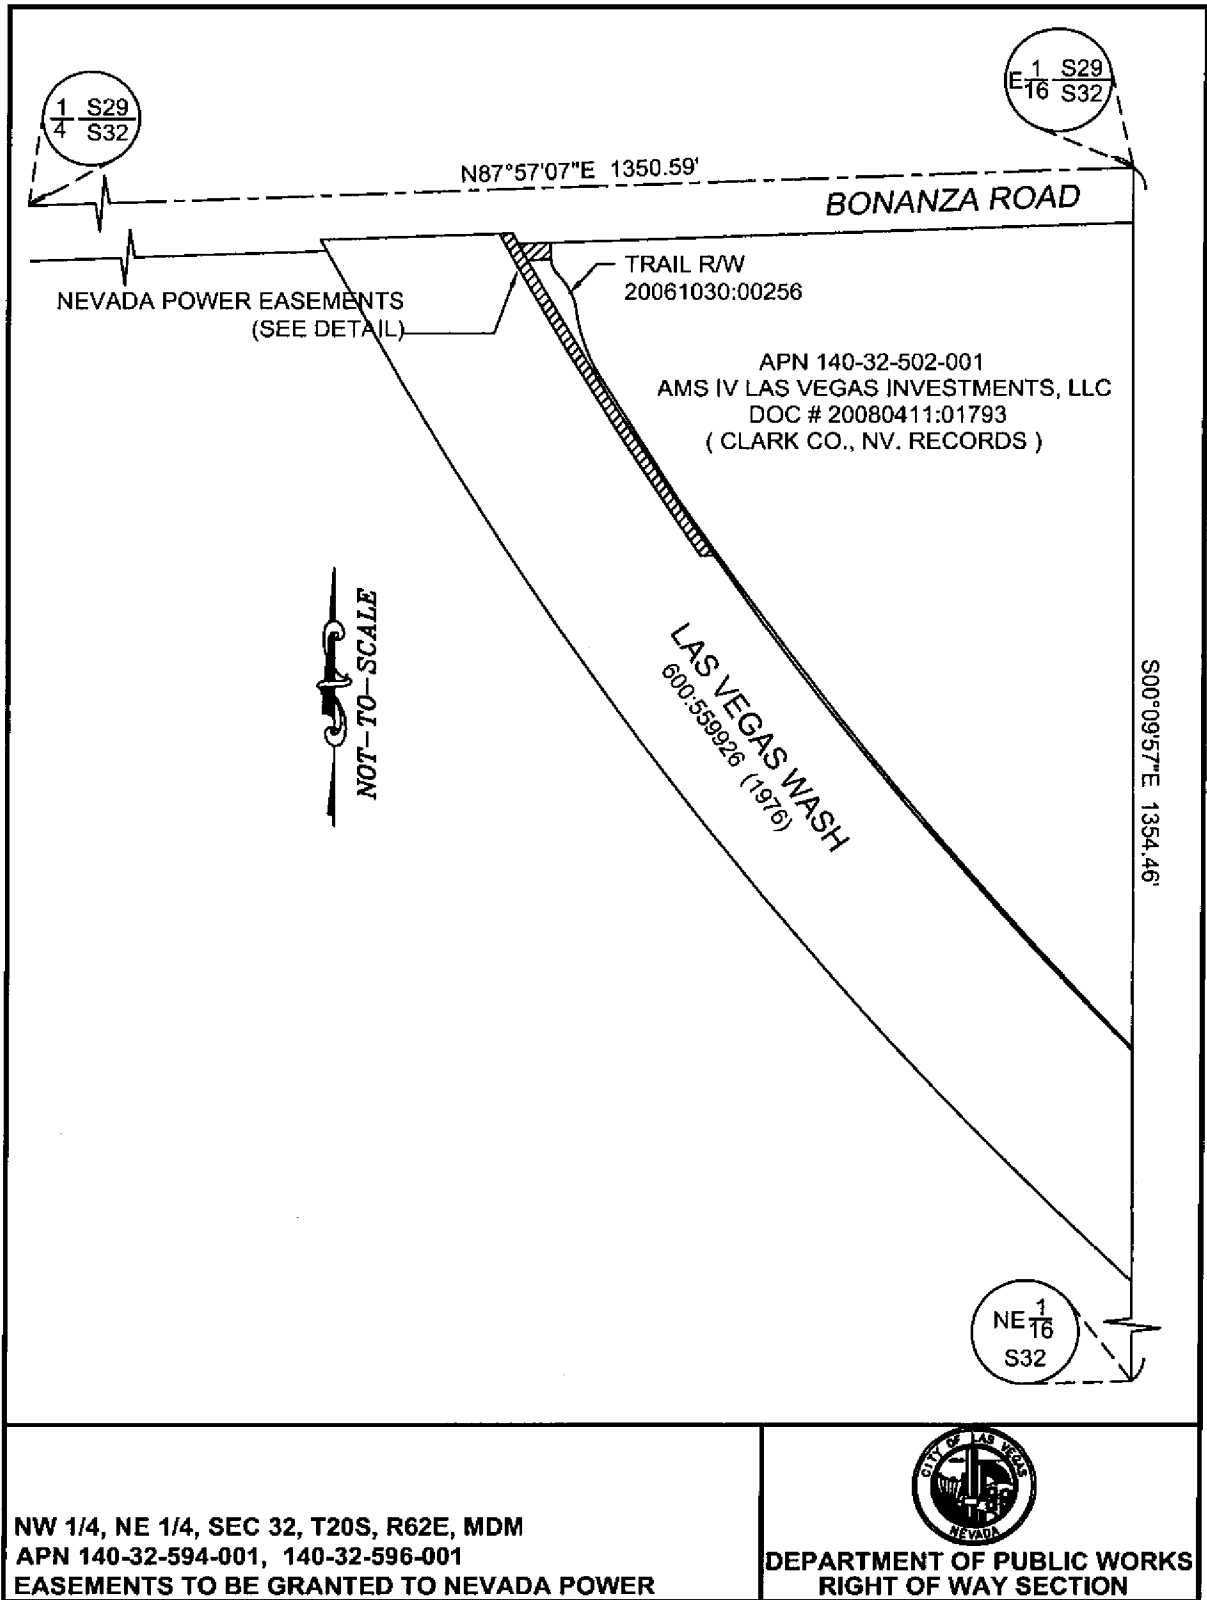 1 S29
4 S32
E 1 S29
16 S32
N87°57'07"E 1350.59'
BONANZA ROAD
TRAIL R/W
20061030:00256
NEVADA POWER EASEMENTS
(SEE DETAIL)
APN 140-32-502-001
AMS IV LAS VEGAS INVESTMENTS, LLC
DOC # 20080411:01793
( CLARK CO., NV. RECORDS )
NOT-TO-SCALE
LAS VEGAS WASH
600:559926 (1976)
S00°09'57"E 1354.46'
NE 1
16
S32
NW 1/4, NE 1/4, SEC 32, T20S, R62E, MDM
APN 140-32-594-001, 140-32-596-001
EASEMENTS TO BE GRANTED TO NEVADA POWER
CITY OF LAS VEGAS
NEVADA
DEPARTMENT OF PUBLIC WORKS
RIGHT OF WAY SECTION